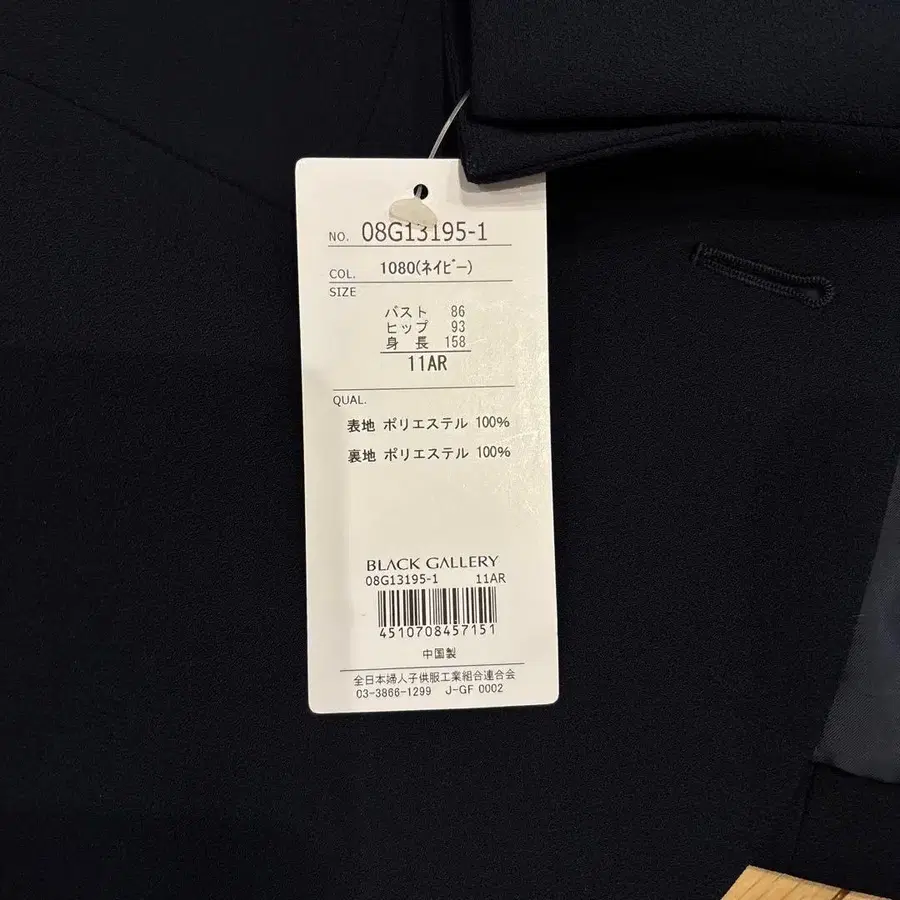 NO. 08G13195-1
COL. 1080(ネイビー)
SIZE
バスト 86
ヒップ 93
身長 158
11AR
QUAL.
表地 ポリエステル 100%
裏地 ポリエステル 100%
BLACK GALLERY
08G13195-1 11AR
4510708457151
中国製
全日本婦人子供服工業組合連合会
03-3866-1299 J-GF 0002